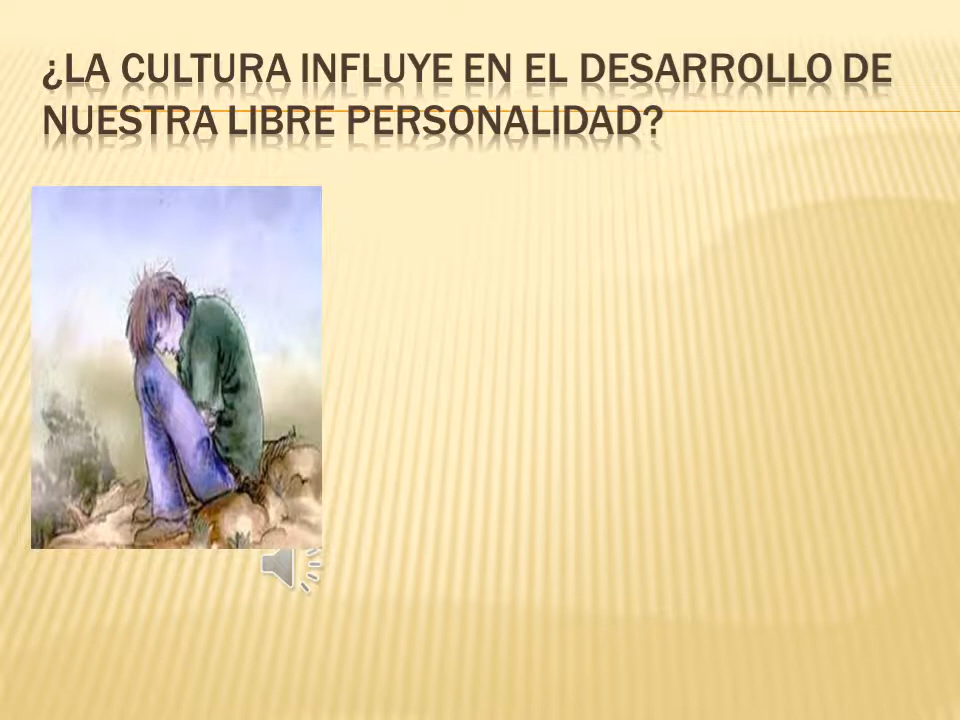 ¿LA CULTURA INFLUYE EN EL DESARROLLO DE
NUESTRA LIBRE PERSONALIDAD?